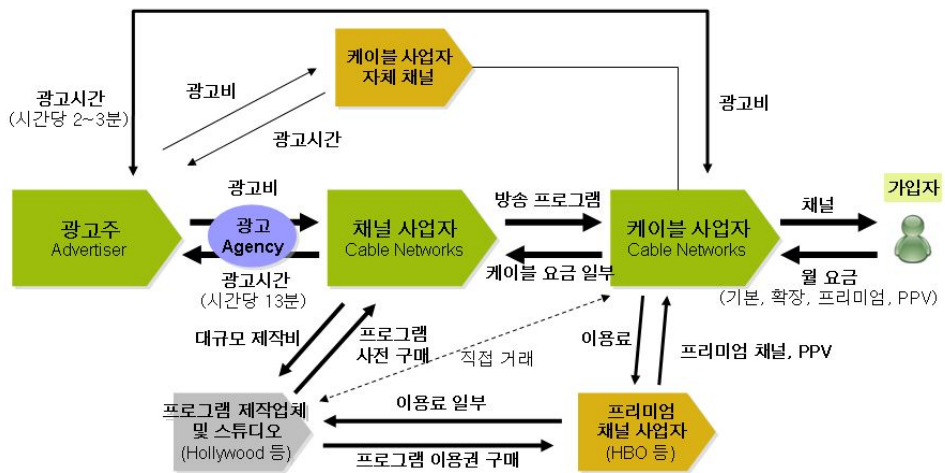 케이블 사업자
자체 채널
광고시간
(시간당 2~3분)
광고비
광고시간
광고비
광고비
방송 프로그램
가입자
채널
광고주
Advertiser
광고
Agency
채널 사업자
Cable Networks
케이블 사업자
Cable Networks
광고시간
(시간당 13분)
케이블 요금 일부
월 요금
(기본, 확장, 프리미엄, PPV)
대규모 제작비
프로그램
사전 구매
직접 거래
이용료
프리미엄 채널, PPV
프로그램 제작업체
및 스튜디오
(Hollywood 등)
이용료 일부
프로그램 이용권 구매
프리미엄
채널 사업자
(HBO 등)